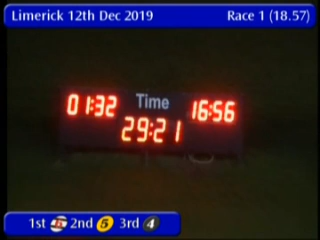 Limerick 12th Dec 2019 Race 1 (18.57)
Time
01:32 16:56
29:21
1st 6 2nd 5 3rd 4